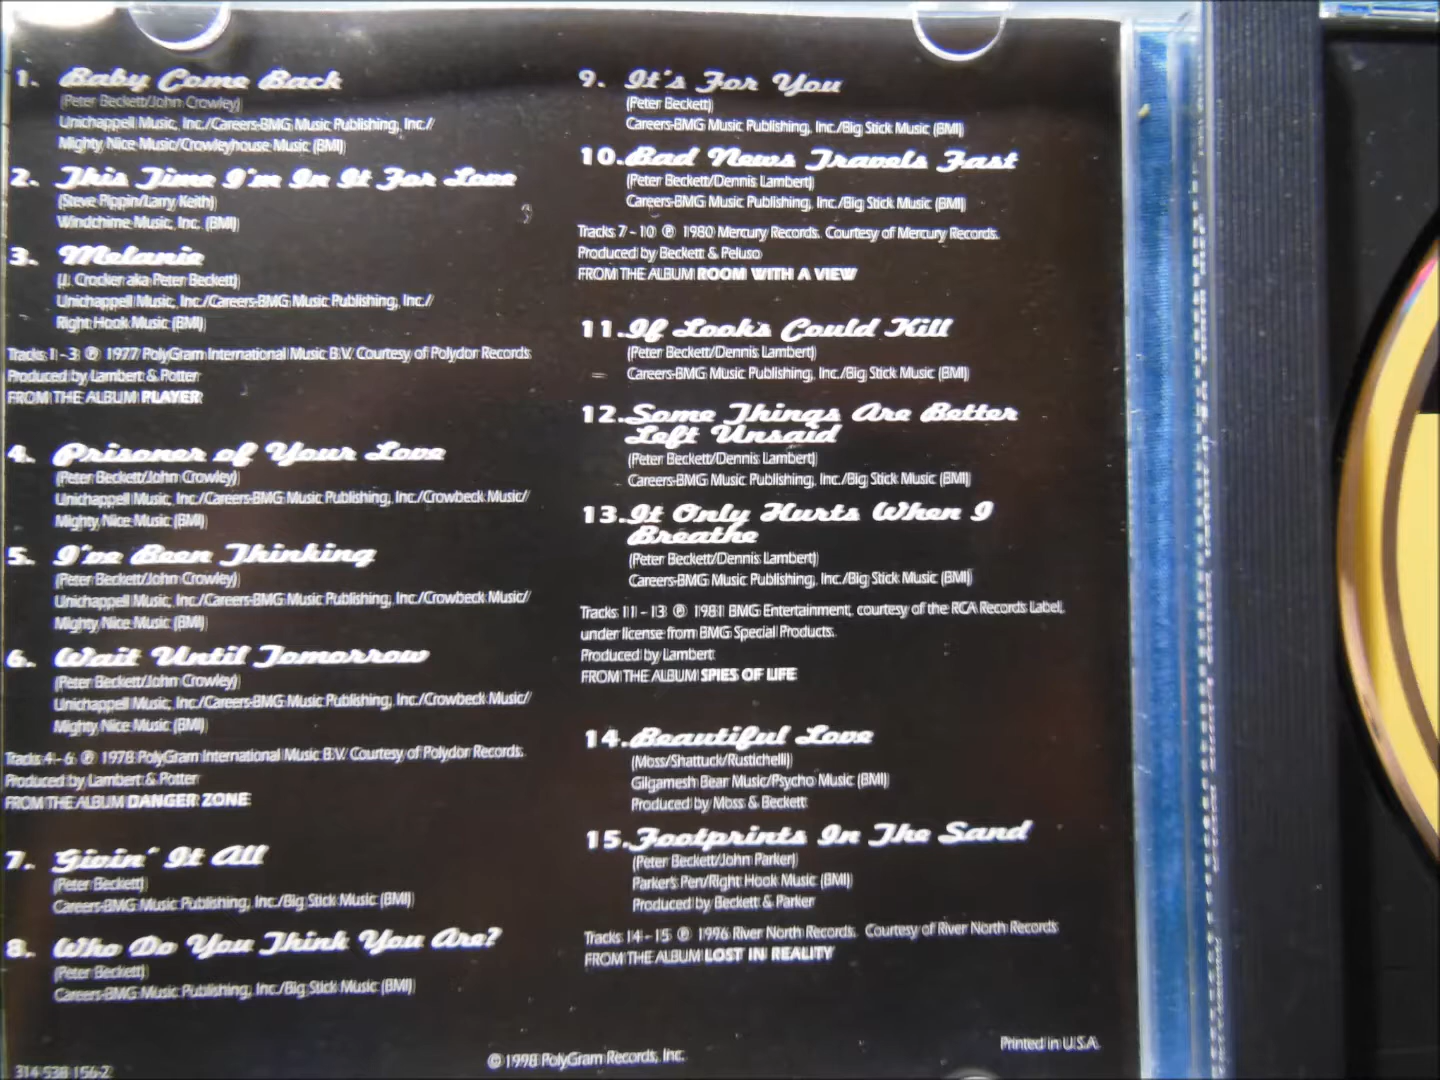 1. Baby Come Back
(Peter Beckett/John Crowley)
Unichappell Music, Inc./Careers-BMG Music Publishing, Inc./
Mighty Nice Music/Crowleyhouse Music (BMI)
2. This Time I'm In It For Love
(Steve Pippin/Larry Keith)
Windchime Music, Inc. (BMI)
3. Melanie
(J. Crocker aka Peter Beckett)
Unichappell Music, Inc./Careers-BMG Music Publishing, Inc./
Right Hook Music (BMI)
Tracks 1 - 3 ℗ 1977 PolyGram International Music B.V. Courtesy of Polydor Records
Produced by Lambert & Potter
FROM THE ALBUM PLAYER
4. Prisoner of Your Love
(Peter Beckett/John Crowley)
Unichappell Music, Inc./Careers-BMG Music Publishing, Inc./Crowbeck Music/
Mighty Nice Music (BMI)
5. I've Been Thinking
(Peter Beckett/John Crowley)
Unichappell Music, Inc./Careers-BMG Music Publishing, Inc./Crowbeck Music/
Mighty Nice Music (BMI)
6. Wait Until Tomorrow
(Peter Beckett/John Crowley)
Unichappell Music, Inc./Careers-BMG Music Publishing, Inc./Crowbeck Music/
Mighty Nice Music (BMI)
Tracks 4 - 6 ℗ 1978 PolyGram International Music B.V. Courtesy of Polydor Records.
Produced by Lambert & Potter
FROM THE ALBUM DANGER ZONE
7. Givin' It All
(Peter Beckett)
Careers-BMG Music Publishing, Inc./Big Stick Music (BMI)
8. Who Do You Think You Are?
(Peter Beckett)
Careers-BMG Music Publishing, Inc./Big Stick Music (BMI)
9. It's For You
(Peter Beckett)
Careers-BMG Music Publishing, Inc./Big Stick Music (BMI)
10. Bad News Travels Fast
(Peter Beckett/Dennis Lambert)
Careers-BMG Music Publishing, Inc./Big Stick Music (BMI)
Tracks 7 - 10 ℗ 1980 Mercury Records. Courtesy of Mercury Records.
Produced by Beckett & Peluso
FROM THE ALBUM ROOM WITH A VIEW
11. If Looks Could Kill
(Peter Beckett/Dennis Lambert)
Careers-BMG Music Publishing, Inc./Big Stick Music (BMI)
12. Some Things Are Better
Left Unsaid
(Peter Beckett/Dennis Lambert)
Careers-BMG Music Publishing, Inc./Big Stick Music (BMI)
13. It Only Hurts When I
Breathe
(Peter Beckett/Dennis Lambert)
Careers-BMG Music Publishing, Inc./Big Stick Music (BMI)
Tracks 11 - 13 ℗ 1981 BMG Entertainment, courtesy of the RCA Records Label,
under license from BMG Special Products.
Produced by Lambert
FROM THE ALBUM SPIES OF LIFE
14. Beautiful Love
(Moss/Shattuck/Rustichelli)
Gilgamesh Bear Music/Psycho Music (BMI)
Produced by Moss & Beckett
15. Footprints In The Sand
(Peter Beckett/John Parker)
Parker's Pen/Right Hook Music (BMI)
Produced by Beckett & Parker
Tracks 14 - 15 ℗ 1996 River North Records. Courtesy of River North Records
FROM THE ALBUM LOST IN REALITY
Printed in U.S.A.
© 1998 PolyGram Records, Inc.
314 538 156-2